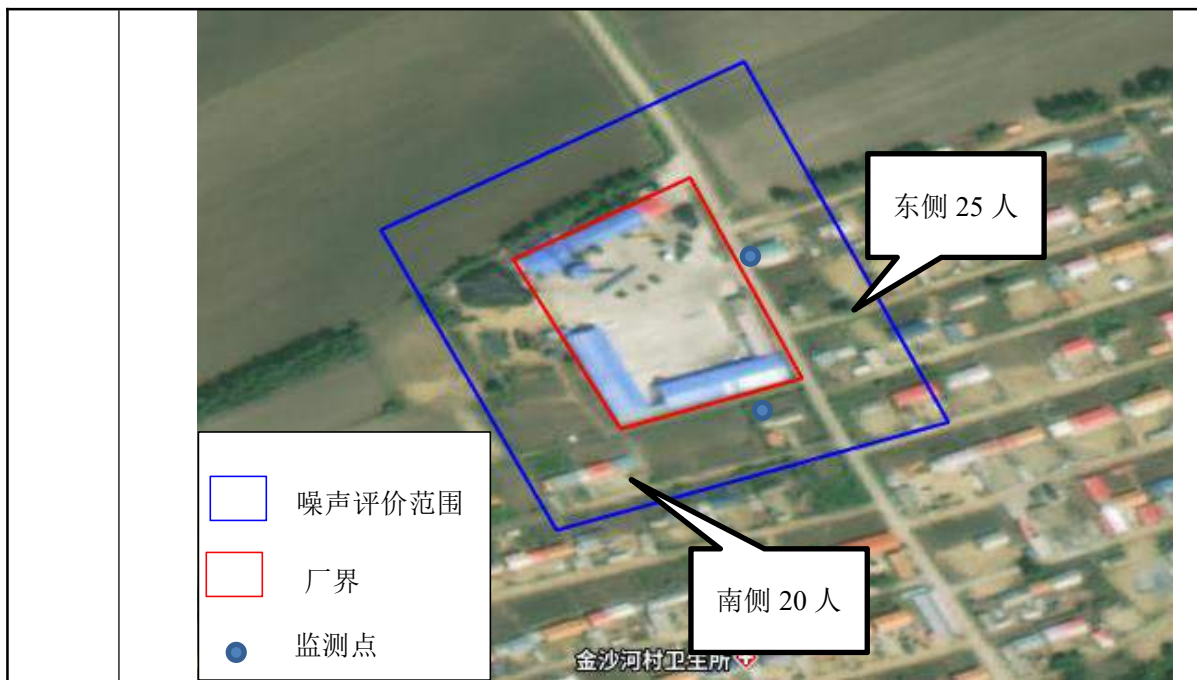 东侧 25 人
噪声评价范围
厂界
南侧 20 人
监测点
金沙河村卫生所